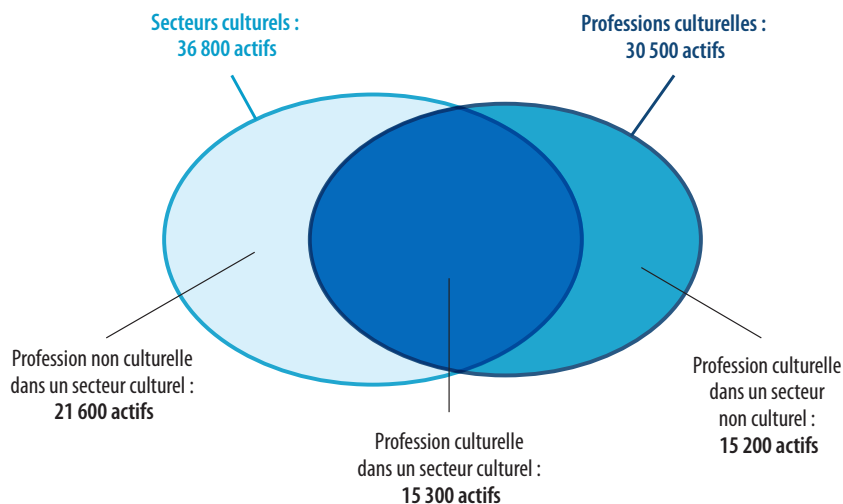 Secteurs culturels :
36 800 actifs
Professions culturelles :
30 500 actifs
Profession non culturelle
dans un secteur culturel :
21 600 actifs
Profession culturelle
dans un secteur culturel :
15 300 actifs
Profession culturelle
dans un secteur
non culturel :
15 200 actifs